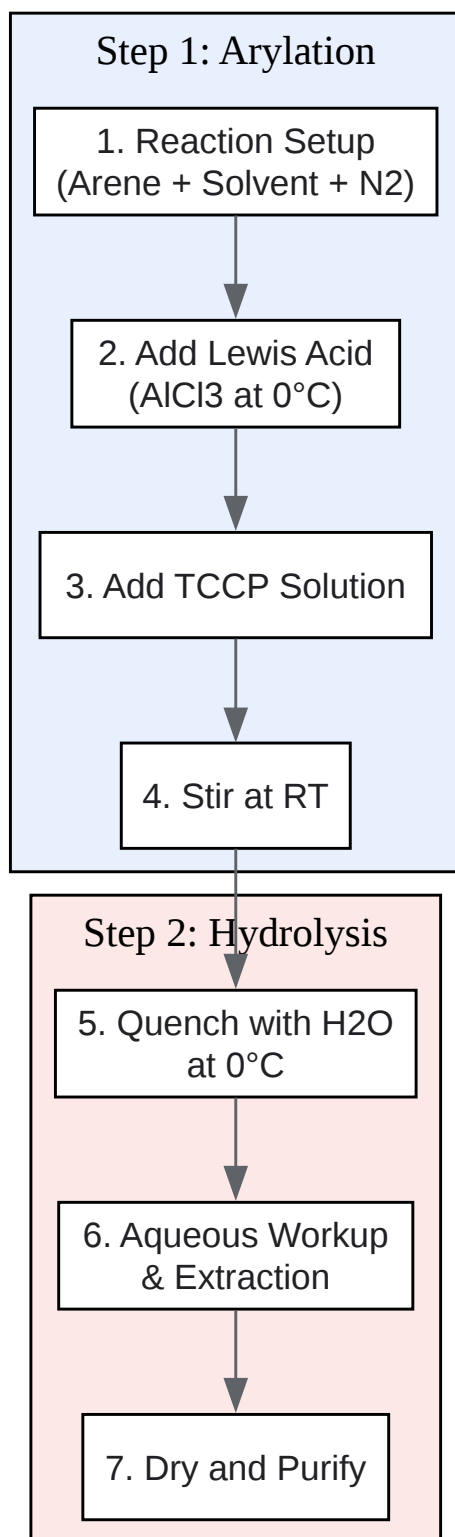 Step 1: Arylation
1. Reaction Setup
(Arene + Solvent + N2)
2. Add Lewis Acid
(AlCl3 at 0°C)
3. Add TCCP Solution
4. Stir at RT
Step 2: Hydrolysis
5. Quench with H2O
at 0°C
6. Aqueous Workup
& Extraction
7. Dry and Purify